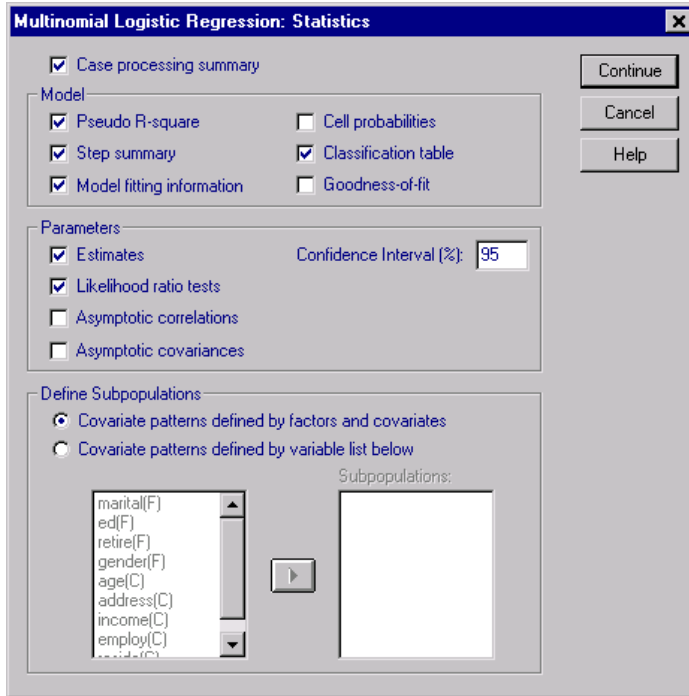 Multinomial Logistic Regression: Statistics
Case processing summary
Continue
Cancel
Help
Model
Pseudo R-square
Cell probabilities
Step summary
Classification table
Model fitting information
Goodness-of-fit
Parameters
Estimates
Confidence Interval (%): 95
Likelihood ratio tests
Asymptotic correlations
Asymptotic covariances
Define Subpopulations
Covariate patterns defined by factors and covariates
Covariate patterns defined by variable list below
Subpopulations:
marital(F)
ed(F)
retire(F)
gender(F)
age(C)
address(C)
income(C)
employ(C)